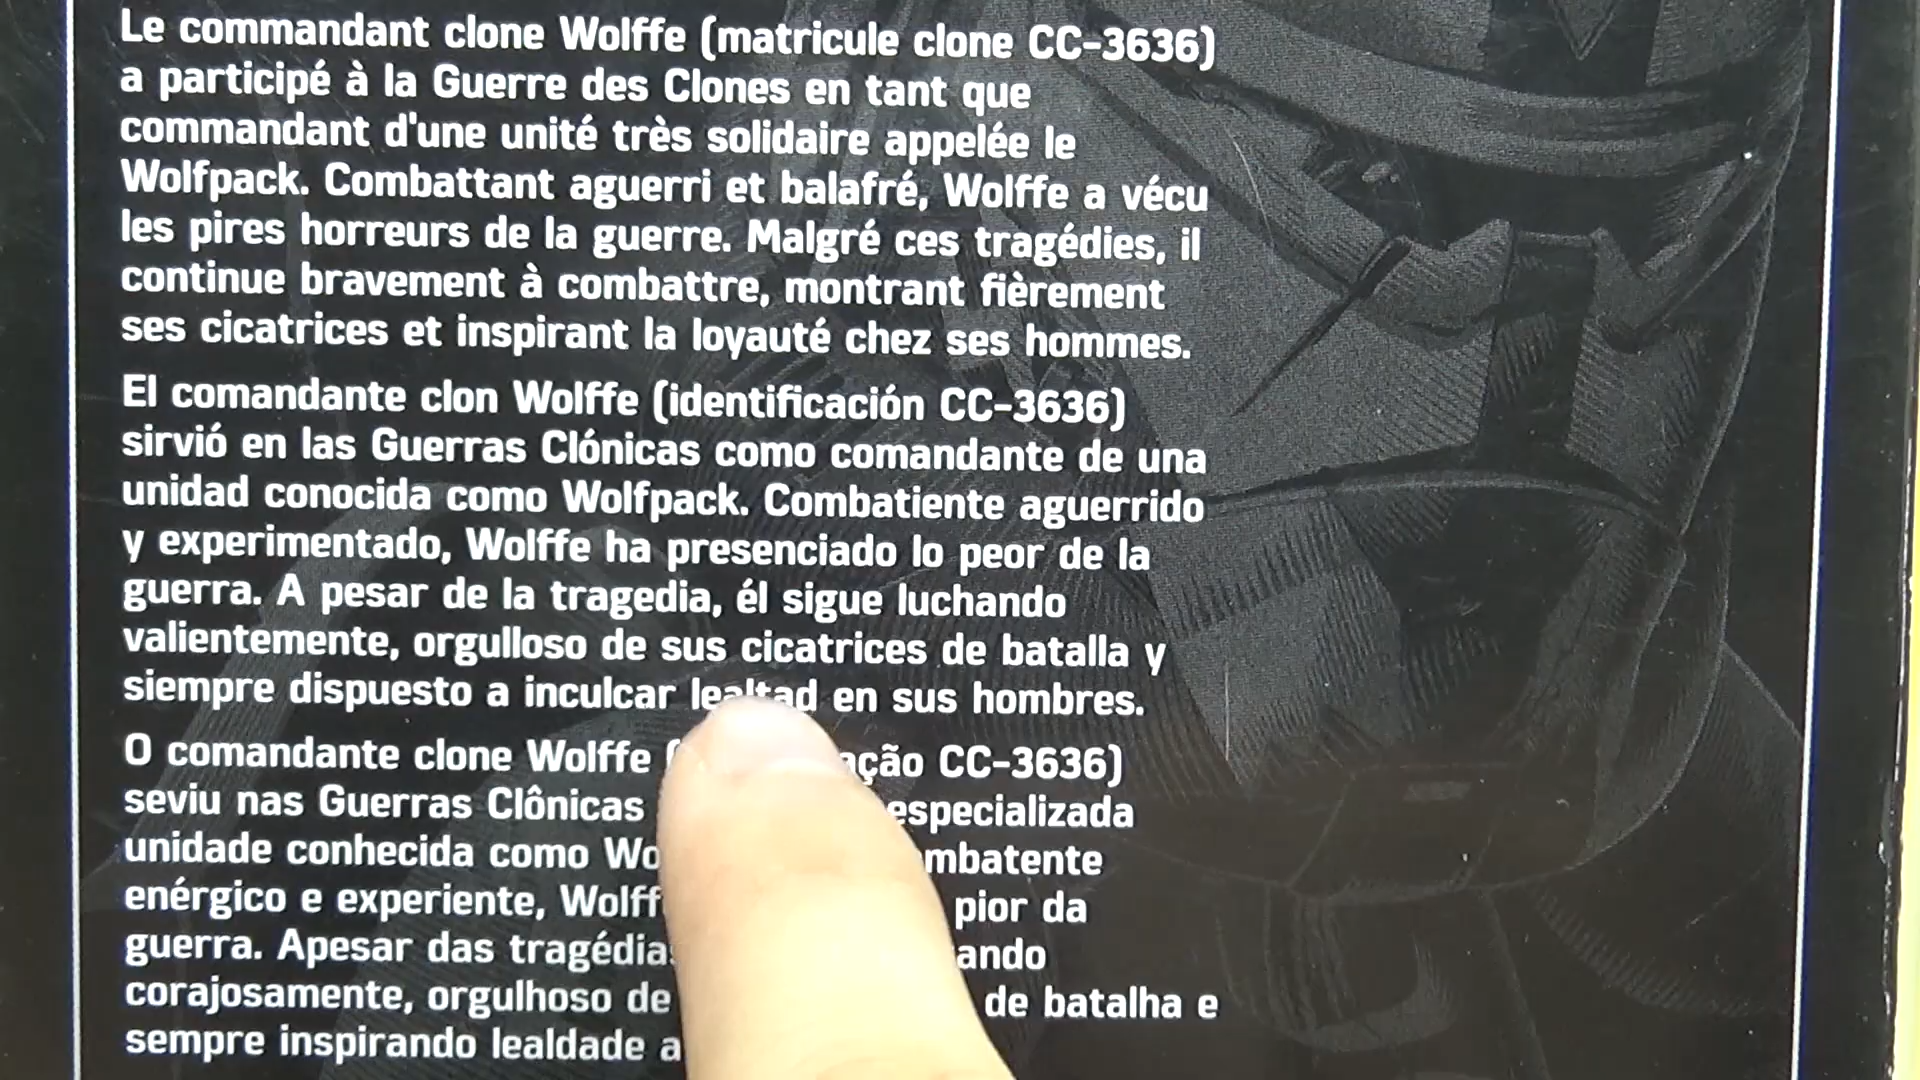 Le commandant clone Wolffe (matricule clone CC-3636)
a participé à la Guerre des Clones en tant que
commandant d'une unité très solidaire appelée le
Wolfpack. Combattant aguerri et balafré, Wolffe a vécu
les pires horreurs de la guerre. Malgré ces tragédies, il
continue bravement à combattre, montrant fièrement
ses cicatrices et inspirant la loyauté chez ses hommes.
El comandante clon Wolffe (identificación CC-3636)
sirvió en las Guerras Clónicas como comandante de una
unidad conocida como Wolfpack. Combatiente aguerrido
y experimentado, Wolffe ha presenciado lo peor de la
guerra. A pesar de la tragedia, él sigue luchando
valientemente, orgulloso de sus cicatrices de batalla y
siempre dispuesto a inculcar lealtad en sus hombres.
O comandante clone Wolffe CC-3636)
seviu nas Guerras Clônicas especializada
unidade conhecida como
enérgico e experiente, pior da
guerra. Apesar das
corajosamente, orgulhoso de de batalha e
sempre inspirando lealdade